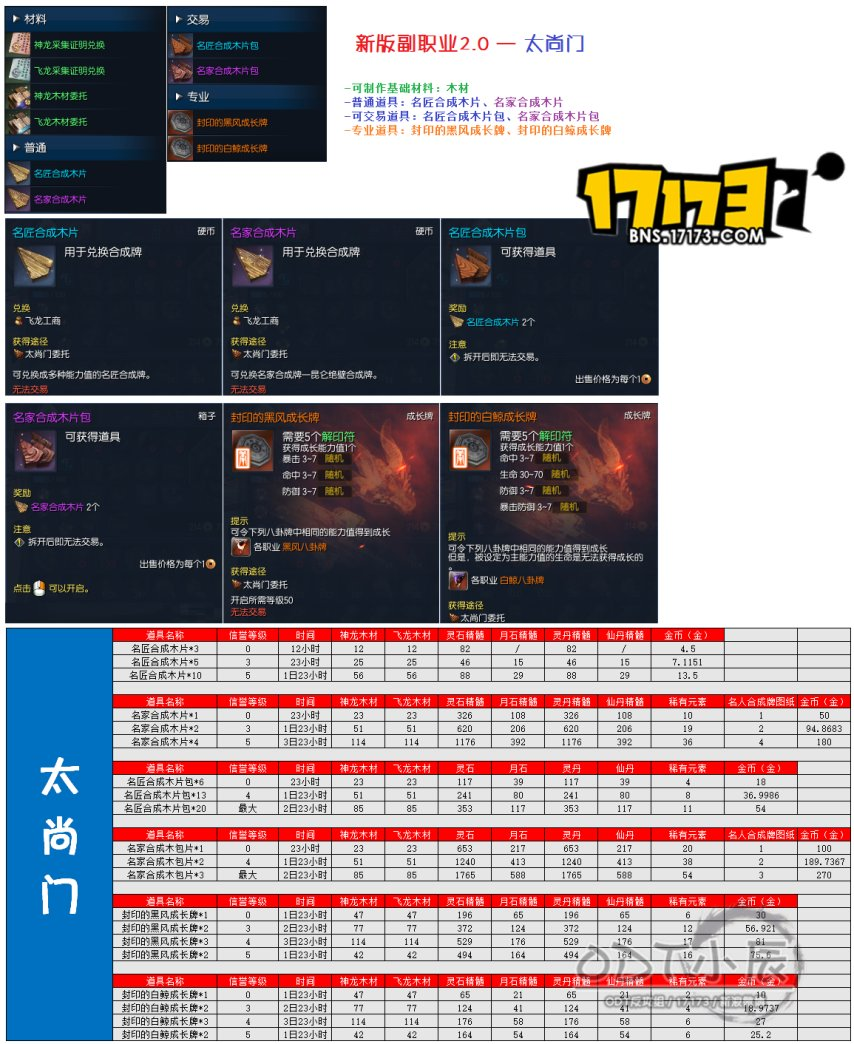 材料
神龙采集证明兑换
飞龙采集证明兑换
神龙木材委托
飞龙木材委托
普通
名匠合成木片
名家合成木片
交易
名匠合成木片包
名家合成木片包
专业
封印的黑风成长牌
封印的白鲸成长牌
新版副职业2.0 — 太尚门
-可制作基础材料：木材
-普通道具：名匠合成木片、名家合成木片
-可交易道具：名匠合成木片包、名家合成木片包
-专业道具：封印的黑风成长牌、封印的白鲸成长牌
17173
BNS.17173.COM
名匠合成木片 硬币
用于兑换合成牌
兑换
飞龙工商
获得途径
太尚门委托
可兑换成多种能力值的名匠合成牌。
无法交易
名家合成木片 硬币
用于兑换合成牌
兑换
飞龙工商
获得途径
太尚门委托
可兑换名家合成牌—昆仑绝壁合成牌。
无法交易
名匠合成木片包
可获得道具
奖励
名匠合成木片 2个
注意
拆开后即无法交易。
出售价格为每个1
名家合成木片包 箱子
可获得道具
奖励
名家合成木片 2个
注意
拆开后即无法交易。
出售价格为每个1
点击 可以开启。
封印的黑风成长牌 成长牌
需要5个解印符
获得成长能力值1个
暴击 3~7 随机
命中 3~7 随机
防御 3~7 随机
提示
可令下列八卦牌中相同的能力值得到成长
各职业 黑风八卦牌
获得途径
太尚门委托
开启所需等级50
无法交易
封印的白鲸成长牌 成长牌
需要5个解印符
获得成长能力值1个
命中 3~7 随机
生命 30~70 随机
防御 3~7 随机
暴击防御 3~7 随机
提示
可令下列八卦牌中相同的能力值得到成长
但是，被设定为主能力值的生命是无法获得成长的
。
各职业 白鲸八卦牌
获得途径
太尚门委托
太尚门
道具名称 信誉等级 时间 神龙木材 飞龙木材 灵石精髓 月石精髓 灵丹精髓 仙丹精髓 金币（金）
名匠合成木片*3 0 12小时 12 12 82 / 82 / 4.5
名匠合成木片*5 3 23小时 25 25 46 15 46 15 7.1151
名匠合成木片*10 5 1日23小时 56 56 88 29 88 29 13.5
道具名称 信誉等级 时间 神龙木材 飞龙木材 灵石精髓 月石精髓 灵丹精髓 仙丹精髓 稀有元素 名人合成牌图纸 金币（金）
名家合成木片*1 0 23小时 23 23 326 108 326 108 10 1 50
名家合成木片*2 3 1日23小时 51 51 620 206 620 206 19 2 94.8683
名家合成木片*4 5 3日23小时 114 114 1176 392 1176 392 36 4 180
道具名称 信誉等级 时间 神龙木材 飞龙木材 灵石 月石 灵丹 仙丹 稀有元素 金币（金）
名匠合成木片包*6 0 23小时 23 23 117 39 117 39 4 18
名匠合成木片包*13 4 1日23小时 51 51 241 80 241 80 8 36.9986
名匠合成木片包*20 最大 2日23小时 85 85 353 117 353 117 11 54
道具名称 信誉等级 时间 神龙木材 飞龙木材 灵石 月石 灵丹 仙丹 稀有元素 名人合成牌图纸 金币（金）
名家合成木包片*1 0 23小时 23 23 653 217 653 217 20 1 100
名家合成木包片*2 4 1日23小时 51 51 1240 413 1240 413 38 2 189.7367
名家合成木包片*3 最大 2日23小时 85 85 1765 588 1765 588 54 3 270
道具名称 信誉等级 时间 神龙木材 飞龙木材 灵石精髓 月石精髓 灵丹精髓 仙丹精髓 稀有元素 金币（金）
封印的黑风成长牌*1 0 1日23小时 47 47 196 65 196 65 6 30
封印的黑风成长牌*2 3 2日23小时 77 77 372 124 372 124 12 56.921
封印的黑风成长牌*3 4 3日23小时 114 114 529 176 529 176 17 81
封印的黑风成长牌*2 5 1日23小时 42 42 494 164 494 164 16 75.6
道具名称 信誉等级 时间 神龙木材 飞龙木材 灵石精髓 月石精髓 灵丹精髓 仙丹精髓 稀有元素 金币（金）
封印的白鲸成长牌*1 0 1日23小时 47 47 65 21 65 21 2 10
封印的白鲸成长牌*2 3 2日23小时 77 77 124 41 124 41 4 18.9737
封印的白鲸成长牌*3 4 3日23小时 114 114 176 58 176 58 6 27
封印的白鲸成长牌*2 5 1日23小时 42 42 164 54 164 54 6 25.2
ODT小辰